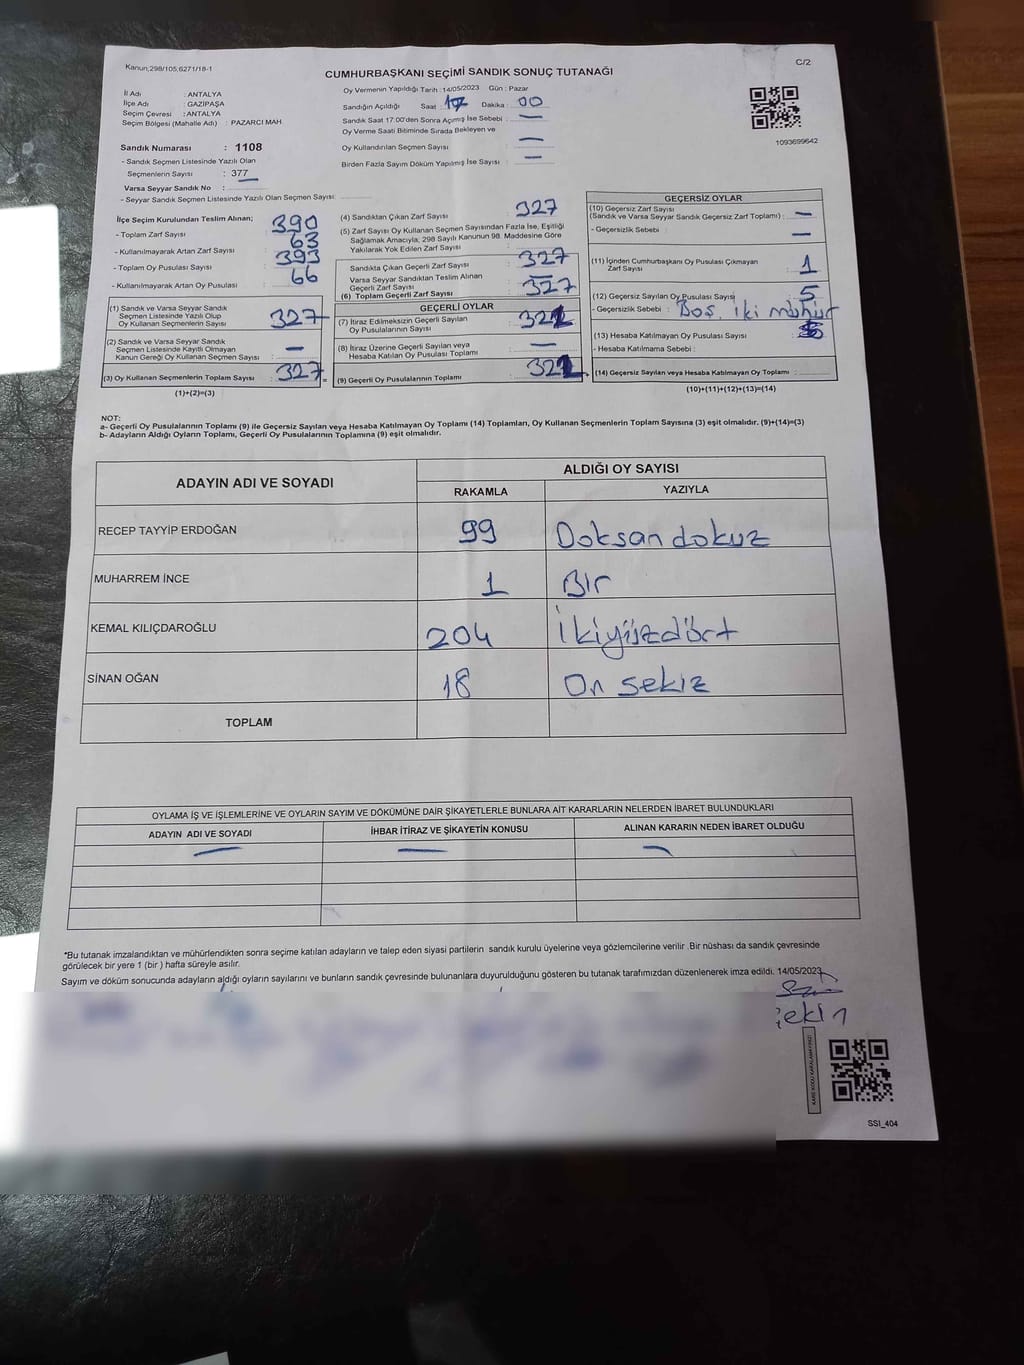 Kanun;298/105,6271/18-1
C/2
CUMHURBAŞKANI SEÇİMİ SANDIK SONUÇ TUTANAĞI
İl Adı : ANTALYA
İlçe Adı : GAZİPAŞA
Seçim Çevresi : ANTALYA
Seçim Bölgesi (Mahalle Adı) : PAZARCI MAH.
Sandık Numarası : 1108
- Sandık Seçmen Listesinde Yazılı Olan
Seçmenlerin Sayısı : 377
Varsa Seyyar Sandık No :
- Seyyar Sandık Seçmen Listesinde Yazılı Olan Seçmen Sayısı:
Oy Vermenin Yapıldığı Tarih : 14/05/2023 Gün : Pazar
Sandığın Açıldığı Saat : 17 Dakika : 00
Sandık Saat 17:00'den Sonra Açımış İse Sebebi : —
Oy Verme Saati Bitiminde Sırada Bekleyen ve
Oy Kullandırılan Seçmen Sayısı : —
Birden Fazla Sayım Döküm Yapılmış İse Sayısı : —
1093699642
İlçe Seçim Kurulundan Teslim Alınan;
- Toplam Zarf Sayısı : 390
- Kullanılmayarak Artan Zarf Sayısı : 63
- Toplam Oy Pusulası Sayısı : 393
- Kullanılmayarak Artan Oy Pusulası : 66
(1) Sandık ve Varsa Seyyar Sandık
Seçmen Listesinde Yazılı Olup
Oy Kullanan Seçmenlerin Sayısı : 327
(2) Sandık ve Varsa Seyyar Sandık
Seçmen Listesinde Kayıtlı Olmayan
Kanun Gereği Oy Kullanan Seçmen Sayısı : —
(3) Oy Kullanan Seçmenlerin Toplam Sayısı : 327
(1)+(2)=(3)
(4) Sandıktan Çıkan Zarf Sayısı : 327
(5) Zarf Sayısı Oy Kullanan Seçmen Sayısından Fazla İse, Eşitliği
Sağlamak Amacıyla; 298 Sayılı Kanunun 98. Maddesine Göre
Yakılarak Yok Edilen Zarf Sayısı :
Sandıkta Çıkan Geçerli Zarf Sayısı : 327
Varsa Seyyar Sandıktan Teslim Alınan
Geçerli Zarf Sayısı : —
(6) Toplam Geçerli Zarf Sayısı : 327
GEÇERLİ OYLAR
(7) İtiraz Edilmeksizin Geçerli Sayılan
Oy Pusulalarının Sayısı :
(8) İtiraz Üzerine Geçerli Sayılan veya
Hesaba Katılan Oy Pusulası Toplamı : —
(9) Geçerli Oy Pusulalarının Toplamı :
GEÇERSİZ OYLAR
(10) Geçersiz Zarf Sayısı
(Sandık ve Varsa Seyyar Sandık Geçersiz Zarf Toplamı) : —
- Geçersizlik Sebebi : —
(11) İçinden Cumhurbaşkanı Oy Pusulası Çıkmayan
Zarf Sayısı : 1
(12) Geçersiz Sayılan Oy Pusulası Sayısı : 5
- Geçersizlik Sebebi : Boş, iki mühür
(13) Hesaba Katılmayan Oy Pusulası Sayısı :
- Hesaba Katılmama Sebebi :
(14) Geçersiz Sayılan veya Hesaba Katılmayan Oy Toplamı :
(10)+(11)+(12)+(13)=(14)
NOT:
a- Geçerli Oy Pusulalarının Toplamı (9) ile Geçersiz Sayılan veya Hesaba Katılmayan Oy Toplamı (14) Toplamları, Oy Kullanan Seçmenlerin Toplam Sayısına (3) eşit olmalıdır. (9)+(14)=(3)
b- Adayların Aldığı Oyların Toplamı, Geçerli Oy Pusulalarının Toplamına (9) eşit olmalıdır.
ADAYIN ADI VE SOYADI
ALDIĞI OY SAYISI
RAKAMLA YAZIYLA
RECEP TAYYİP ERDOĞAN 99 Doksan dokuz
MUHARREM İNCE 1 Bir
KEMAL KILIÇDAROĞLU 204 İkiyüzdört
SİNAN OĞAN 18 On sekiz
TOPLAM
OYLAMA İŞ VE İŞLEMLERİNE VE OYLARIN SAYIM VE DÖKÜMÜNE DAİR ŞİKAYETLERLE BUNLARA AİT KARARLARIN NELERDEN İBARET BULUNDUKLARI
ADAYIN ADI VE SOYADI İHBAR İTİRAZ VE ŞİKAYETİN KONUSU ALINAN KARARIN NEDEN İBARET OLDUĞU
— — —
*Bu tutanak imzalandıktan ve mühürlendikten sonra seçime katılan adayların ve talep eden siyasi partilerin sandık kurulu üyelerine veya gözlemcilerine verilir .Bir nüshası da sandık çevresinde
görülecek bir yere 1 (bir ) hafta süreyle asılır.
Sayım ve döküm sonucunda adayların aldığı oyların sayılarını ve bunların sandık çevresinde bulunanlara duyurulduğunu gösteren bu tutanak tarafımızdan düzenlenerek imza edildi. 14/05/2023
SSI_404